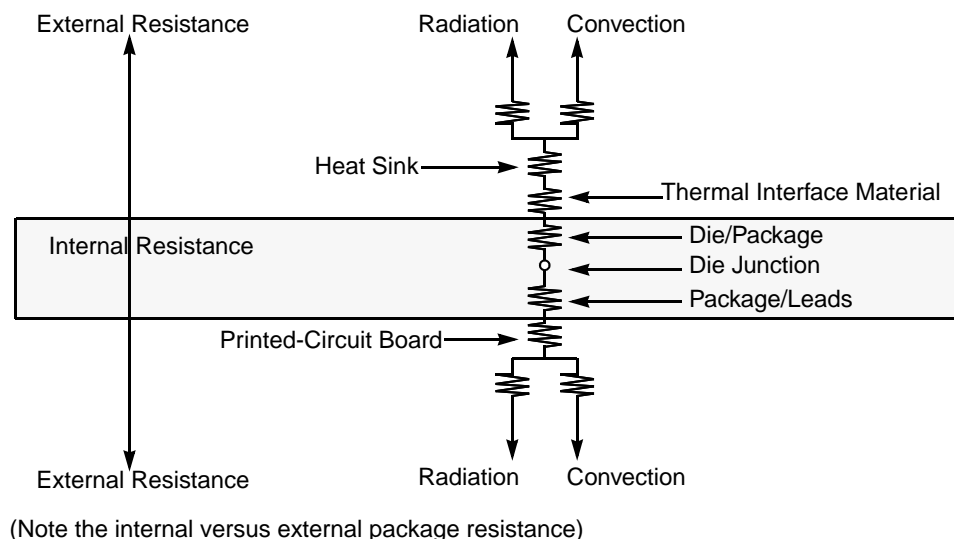 External Resistance
Radiation
Convection
Heat Sink
Thermal Interface Material
Internal Resistance
Die/Package
Die Junction
Package/Leads
Printed-Circuit Board
External Resistance
Radiation
Convection
(Note the internal versus external package resistance)